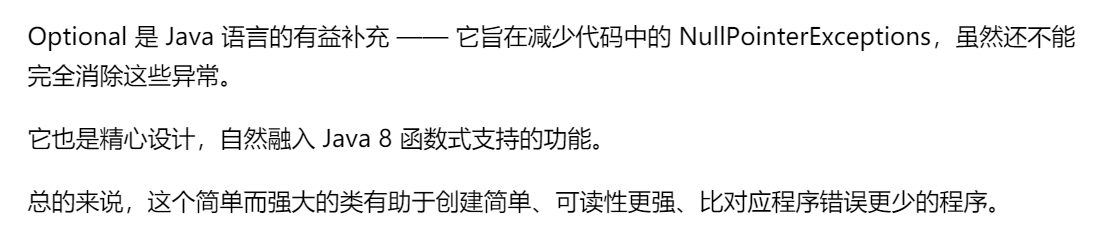 Optional 是 Java 语言的有益补充 —— 它旨在减少代码中的 NullPointerExceptions，虽然还不能
完全消除这些异常。
它也是精心设计，自然融入 Java 8 函数式支持的功能。
总的来说，这个简单而强大的类有助于创建简单、可读性更强、比对应程序错误更少的程序。